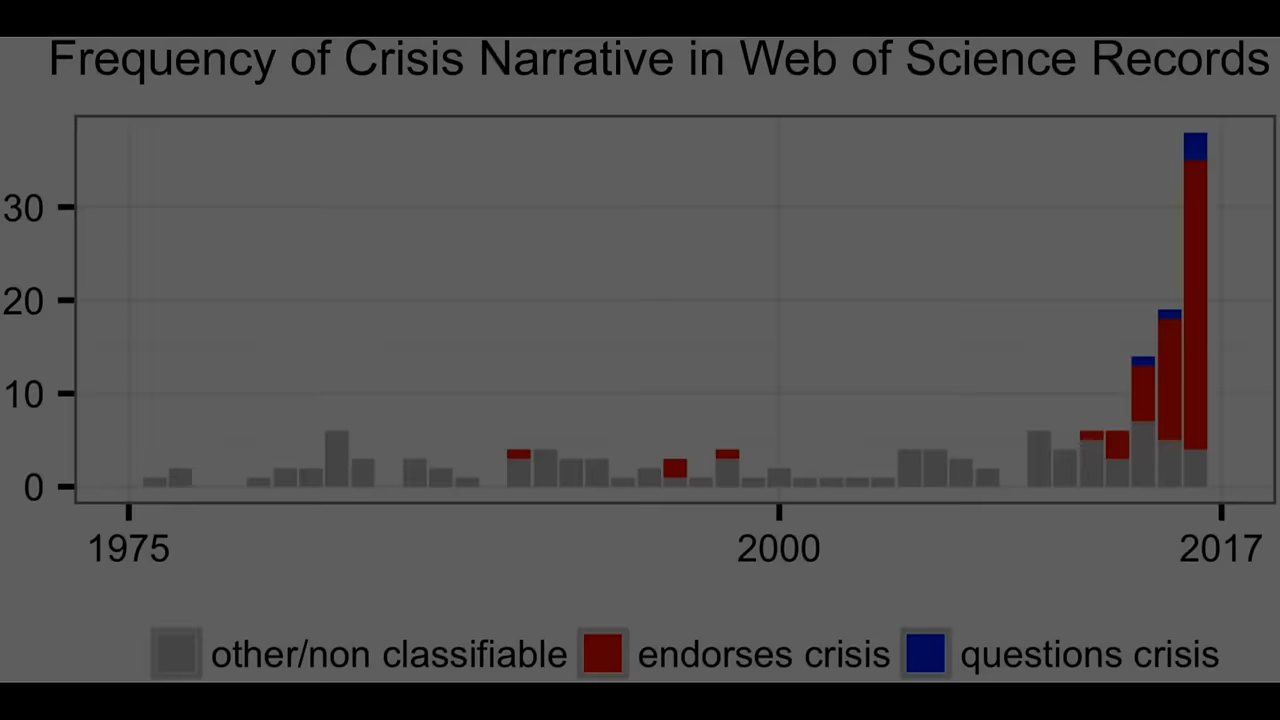 Frequency of Crisis Narrative in Web of Science Records
30
20
10
0
1975 2000 2017
other/non classifiable endorses crisis questions crisis